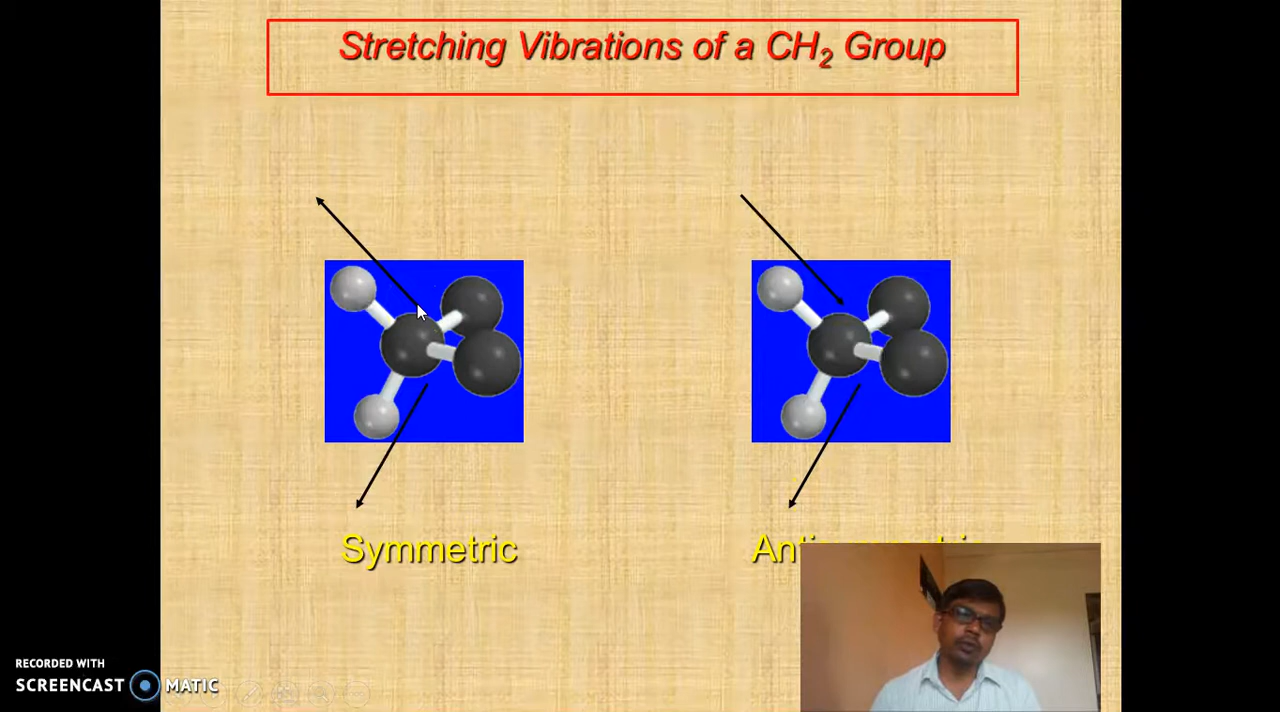 Stretching Vibrations of a CH₂ Group
Symmetric
RECORDED WITH
SCREENCAST MATIC